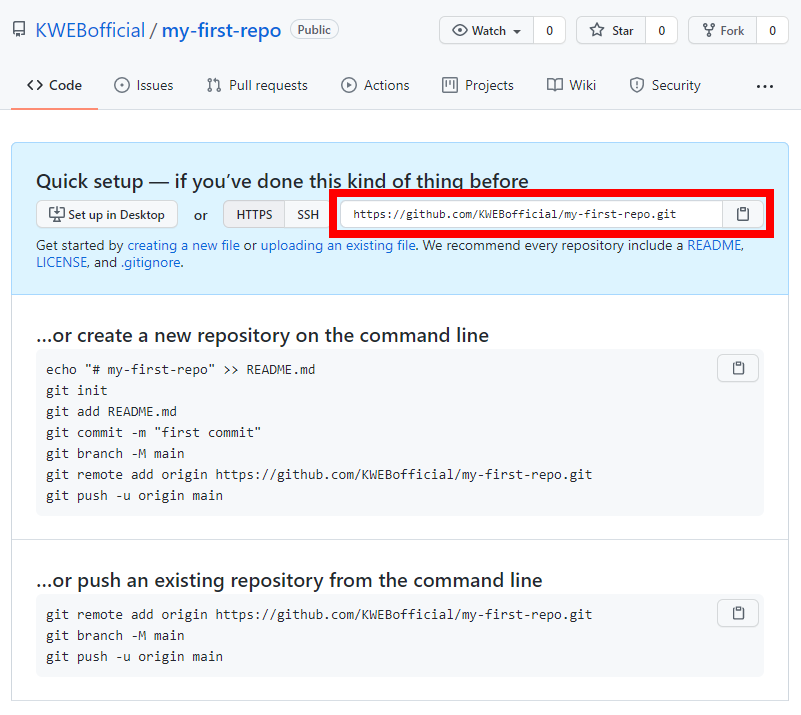 KWEBofficial / my-first-repo Public
Watch 0 Star 0 Fork 0
Code Issues Pull requests Actions Projects Wiki Security ...
Quick setup — if you’ve done this kind of thing before
Set up in Desktop or HTTPS SSH https://github.com/KWEBofficial/my-first-repo.git
Get started by creating a new file or uploading an existing file. We recommend every repository include a README,
LICENSE, and .gitignore.
…or create a new repository on the command line
echo "# my-first-repo" >> README.md
git init
git add README.md
git commit -m "first commit"
git branch -M main
git remote add origin https://github.com/KWEBofficial/my-first-repo.git
git push -u origin main
…or push an existing repository from the command line
git remote add origin https://github.com/KWEBofficial/my-first-repo.git
git branch -M main
git push -u origin main